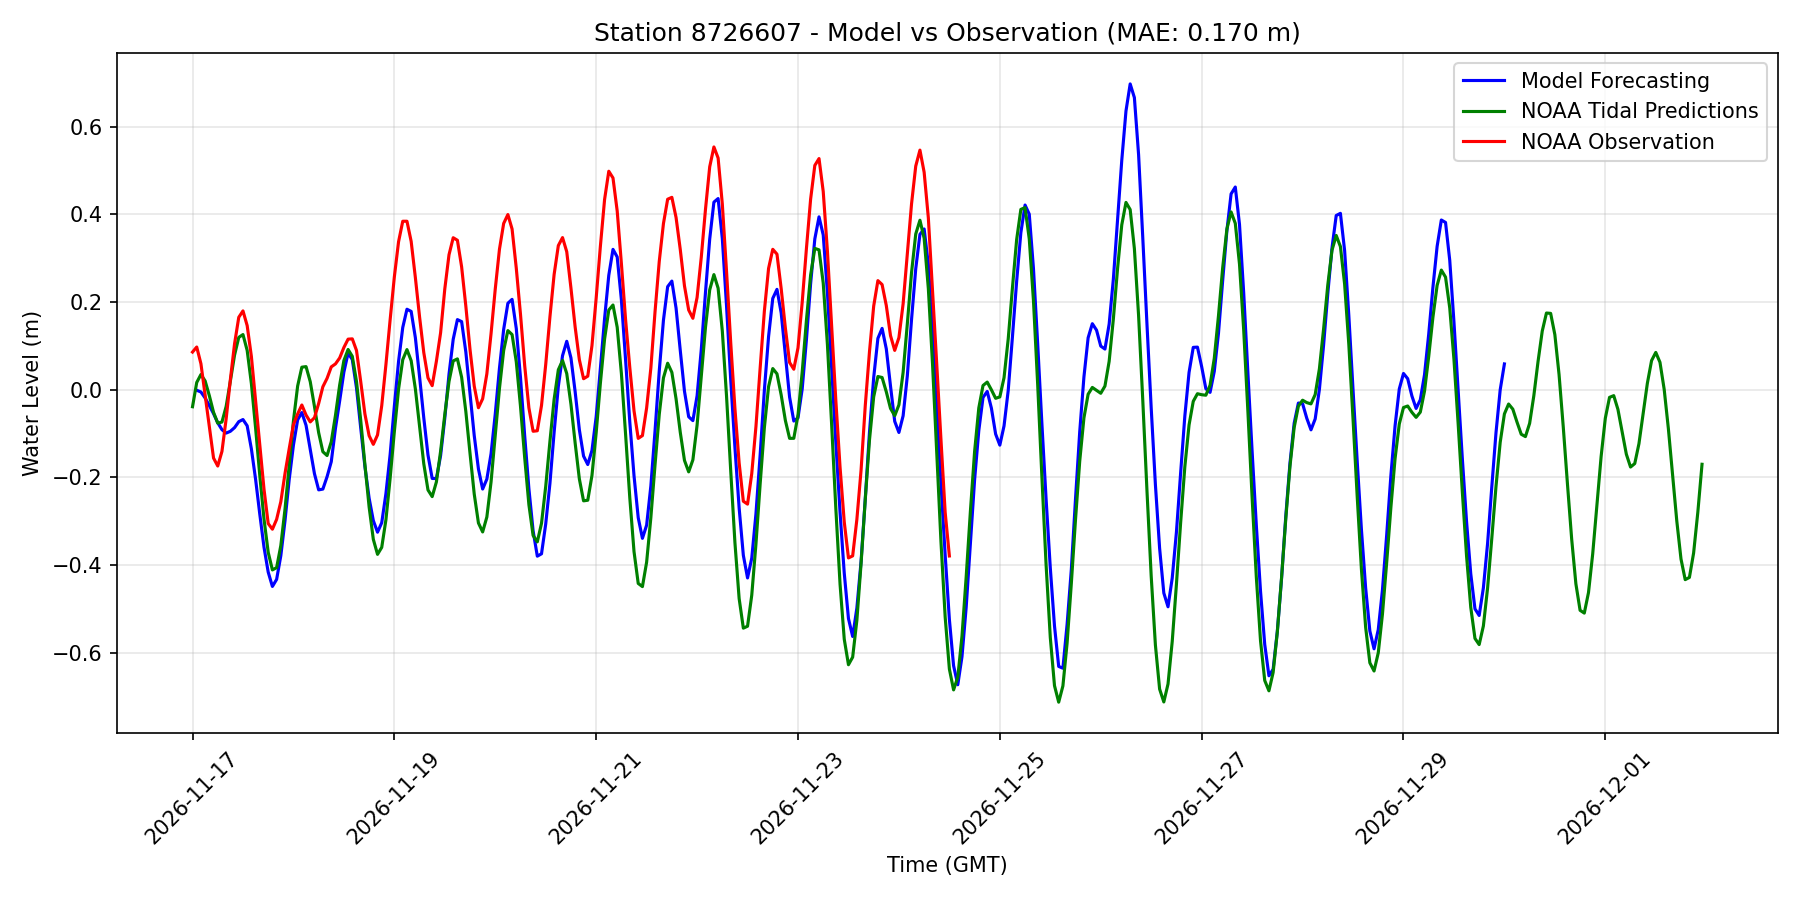 Station 8726607 - Model vs Observation (MAE: 0.170 m)
Model Forecasting
NOAA Tidal Predictions
NOAA Observation
Water Level (m)
0.6
0.4
0.2
0.0
−0.2
−0.4
−0.6
2026-11-17
2026-11-19
2026-11-21
2026-11-23
2026-11-25
2026-11-27
2026-11-29
2026-12-01
Time (GMT)